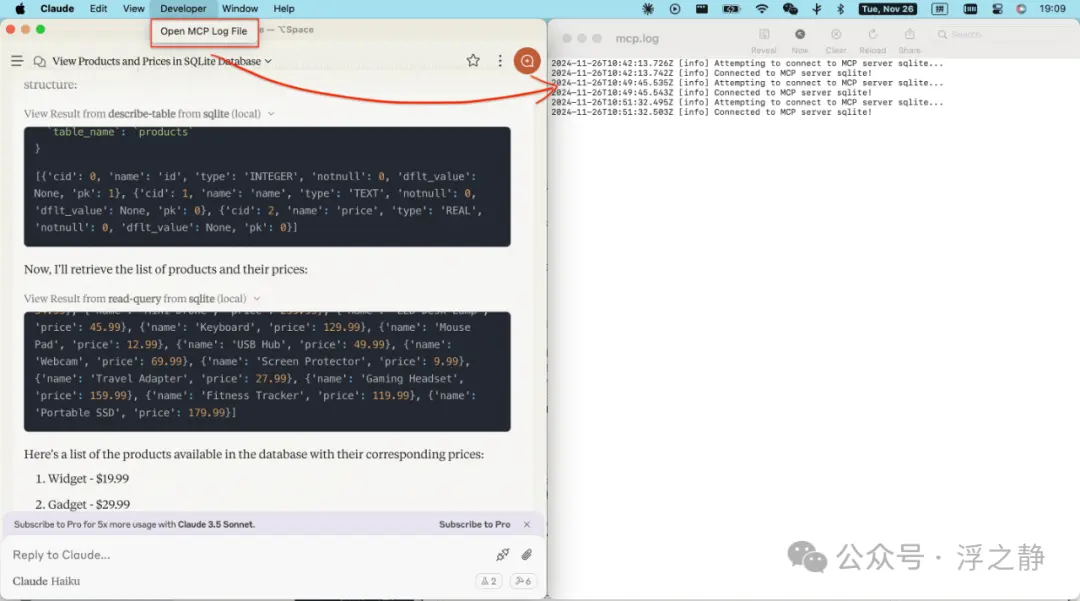 Claude Edit View Developer Window Help
Tue, Nov 26
拼
19:09
Open MCP Log File
e — ⌥Space
View Products and Prices in SQLite Database
structure:
View Result from describe-table from sqlite (local)
`table_name`: `products`
}
[{'cid': 0, 'name': 'id', 'type': 'INTEGER', 'notnull': 0, 'dflt_value':
None, 'pk': 1}, {'cid': 1, 'name': 'name', 'type': 'TEXT', 'notnull': 0,
'dflt_value': None, 'pk': 0}, {'cid': 2, 'name': 'price', 'type': 'REAL',
'notnull': 0, 'dflt_value': None, 'pk': 0}]
Now, I'll retrieve the list of products and their prices:
View Result from read-query from sqlite (local)
'price': 45.99}, {'name': 'Keyboard', 'price': 129.99}, {'name': 'Mouse
Pad', 'price': 12.99}, {'name': 'USB Hub', 'price': 49.99}, {'name':
'Webcam', 'price': 69.99}, {'name': 'Screen Protector', 'price': 9.99},
{'name': 'Travel Adapter', 'price': 27.99}, {'name': 'Gaming Headset',
'price': 159.99}, {'name': 'Fitness Tracker', 'price': 119.99}, {'name':
'Portable SSD', 'price': 179.99}]
Here's a list of the products available in the database with their corresponding prices:
1. Widget - $19.99
2. Gadget - $29.99
Subscribe to Pro for 5x more usage with Claude 3.5 Sonnet.
Subscribe to Pro
Reply to Claude...
Claude Haiku
2
6
mcp.log
Reveal Now Clear Reload Share
Search
2024-11-26T10:42:13.726Z [info] Attempting to connect to MCP server sqlite...
2024-11-26T10:42:13.742Z [info] Connected to MCP server sqlite!
2024-11-26T10:49:45.535Z [info] Attempting to connect to MCP server sqlite...
2024-11-26T10:49:45.543Z [info] Connected to MCP server sqlite!
2024-11-26T10:51:32.495Z [info] Attempting to connect to MCP server sqlite...
2024-11-26T10:51:32.503Z [info] Connected to MCP server sqlite!
公众号 · 浮之静